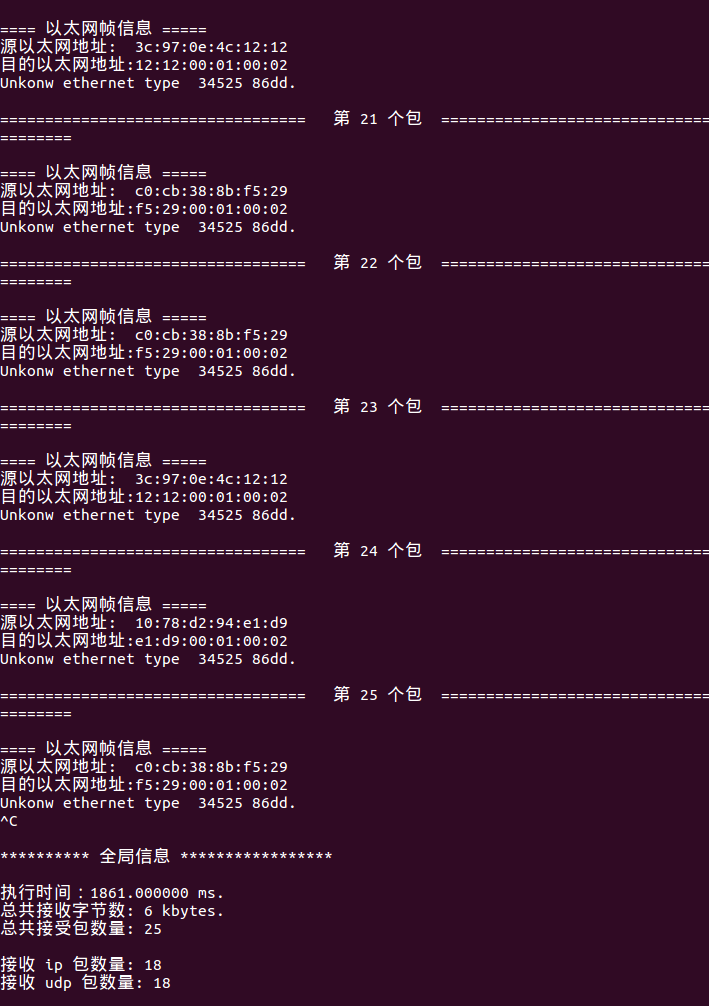 ==== 以太网帧信息 =====
源以太网地址:  3c:97:0e:4c:12:12
目的以太网地址:12:12:00:01:00:02
Unkonw ethernet type  34525 86dd.
==================================   第 21 个包  ==============================
========
==== 以太网帧信息 =====
源以太网地址:  c0:cb:38:8b:f5:29
目的以太网地址:f5:29:00:01:00:02
Unkonw ethernet type  34525 86dd.
==================================   第 22 个包  ==============================
========
==== 以太网帧信息 =====
源以太网地址:  c0:cb:38:8b:f5:29
目的以太网地址:f5:29:00:01:00:02
Unkonw ethernet type  34525 86dd.
==================================   第 23 个包  ==============================
========
==== 以太网帧信息 =====
源以太网地址:  3c:97:0e:4c:12:12
目的以太网地址:12:12:00:01:00:02
Unkonw ethernet type  34525 86dd.
==================================   第 24 个包  ==============================
========
==== 以太网帧信息 =====
源以太网地址:  10:78:d2:94:e1:d9
目的以太网地址:e1:d9:00:01:00:02
Unkonw ethernet type  34525 86dd.
==================================   第 25 个包  ==============================
========
==== 以太网帧信息 =====
源以太网地址:  c0:cb:38:8b:f5:29
目的以太网地址:f5:29:00:01:00:02
Unkonw ethernet type  34525 86dd.
^C
********** 全局信息 *****************
执行时间：1861.000000 ms.
总共接收字节数: 6 kbytes.
总共接受包数量: 25
接收 ip 包数量: 18
接收 udp 包数量: 18